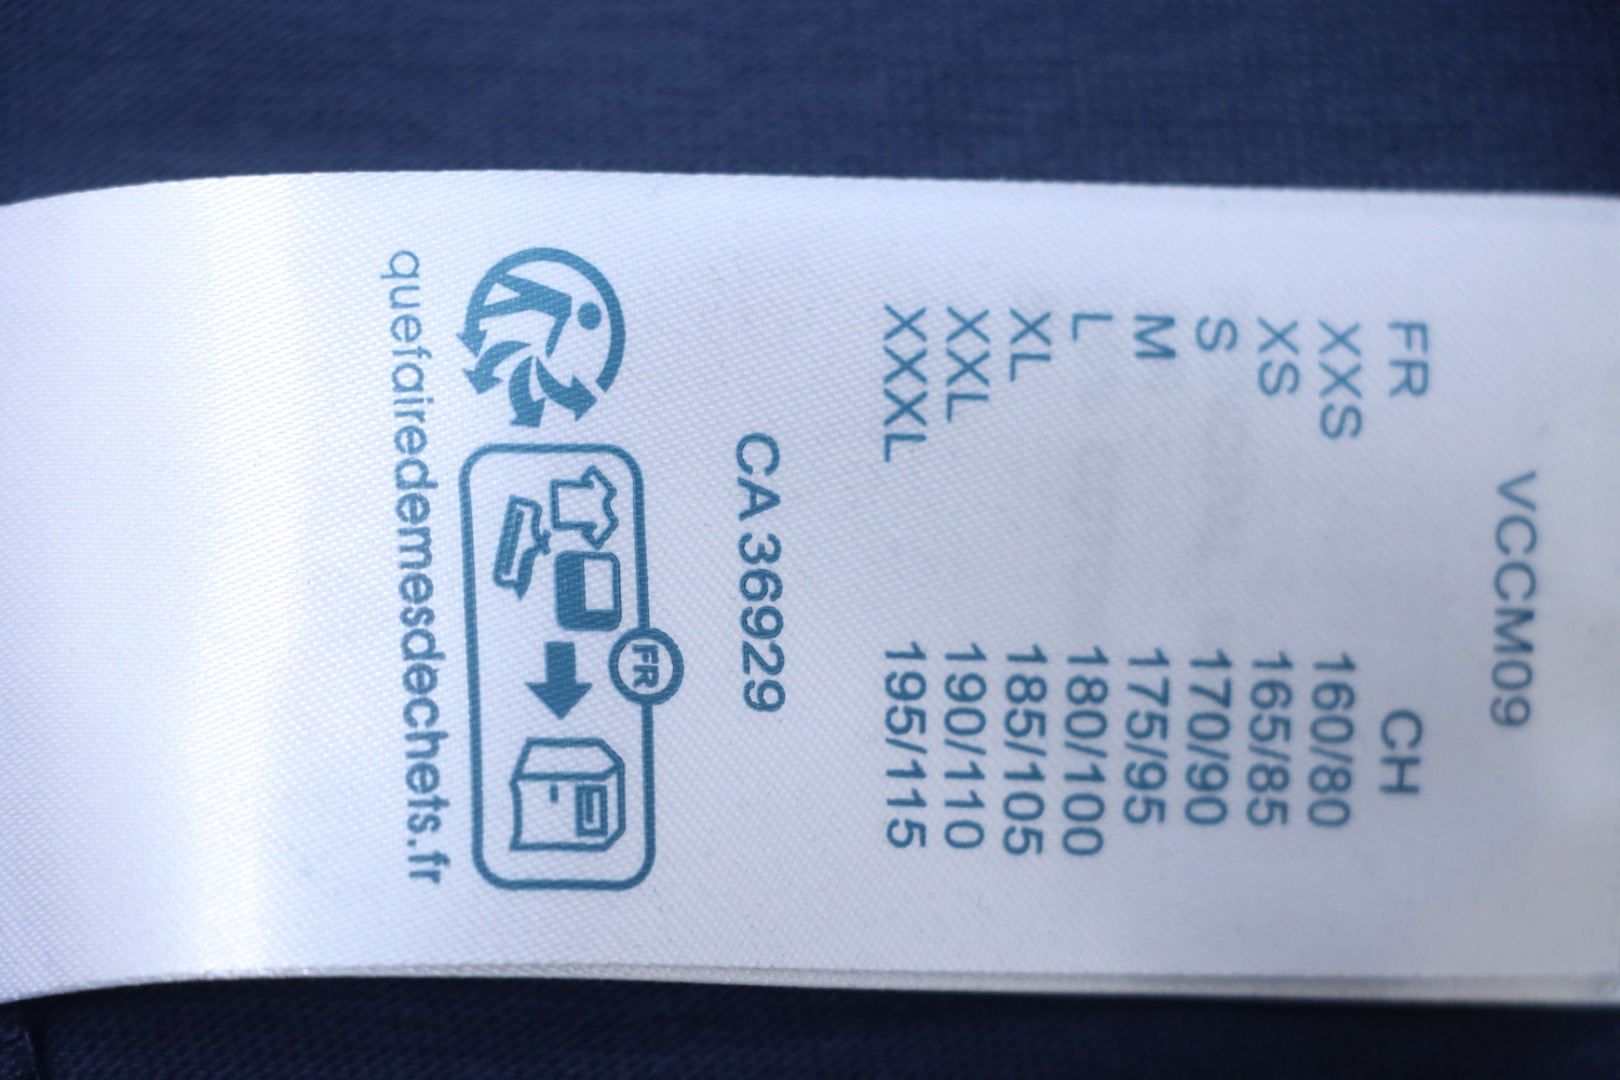 VCCM09
FR CH
XXS 160/80
XS 165/85
S 170/90
M 175/95
L 180/100
XL 185/105
XXL 190/110
XXXL 195/115
CA 36929
FR
quefairedemesdechets.fr